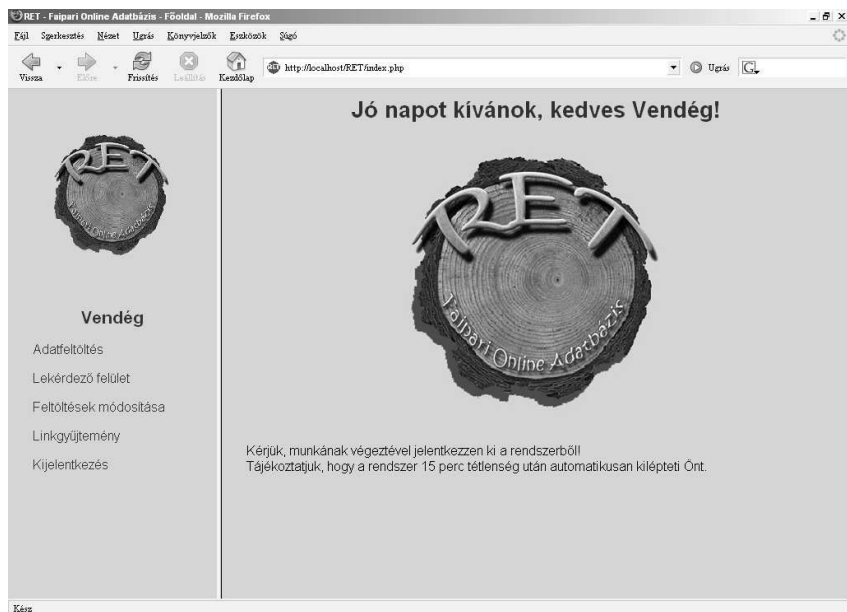 RET - Faipari Online Adatbázis - Főoldal - Mozilla Firefox
Fájl Szerkesztés Nézet Ugrás Könyvjelzők Eszközök Súgó
Vissza Előre Frissítés Leállítás Kezdőlap http://localhost/RET/index.php Ugrás G
RET
Faipari Online Adatbázis
Vendég
Adatfeltöltés
Lekérdező felület
Feltöltések módosítása
Linkgyűjtemény
Kijelentkezés
Jó napot kívánok, kedves Vendég!
RET
Faipari Online Adatbázis
Kérjük, munkának végeztével jelentkezzen ki a rendszerből!
Tájékoztatjuk, hogy a rendszer 15 perc tétlenség után automatikusan kilépteti Önt.
Kész